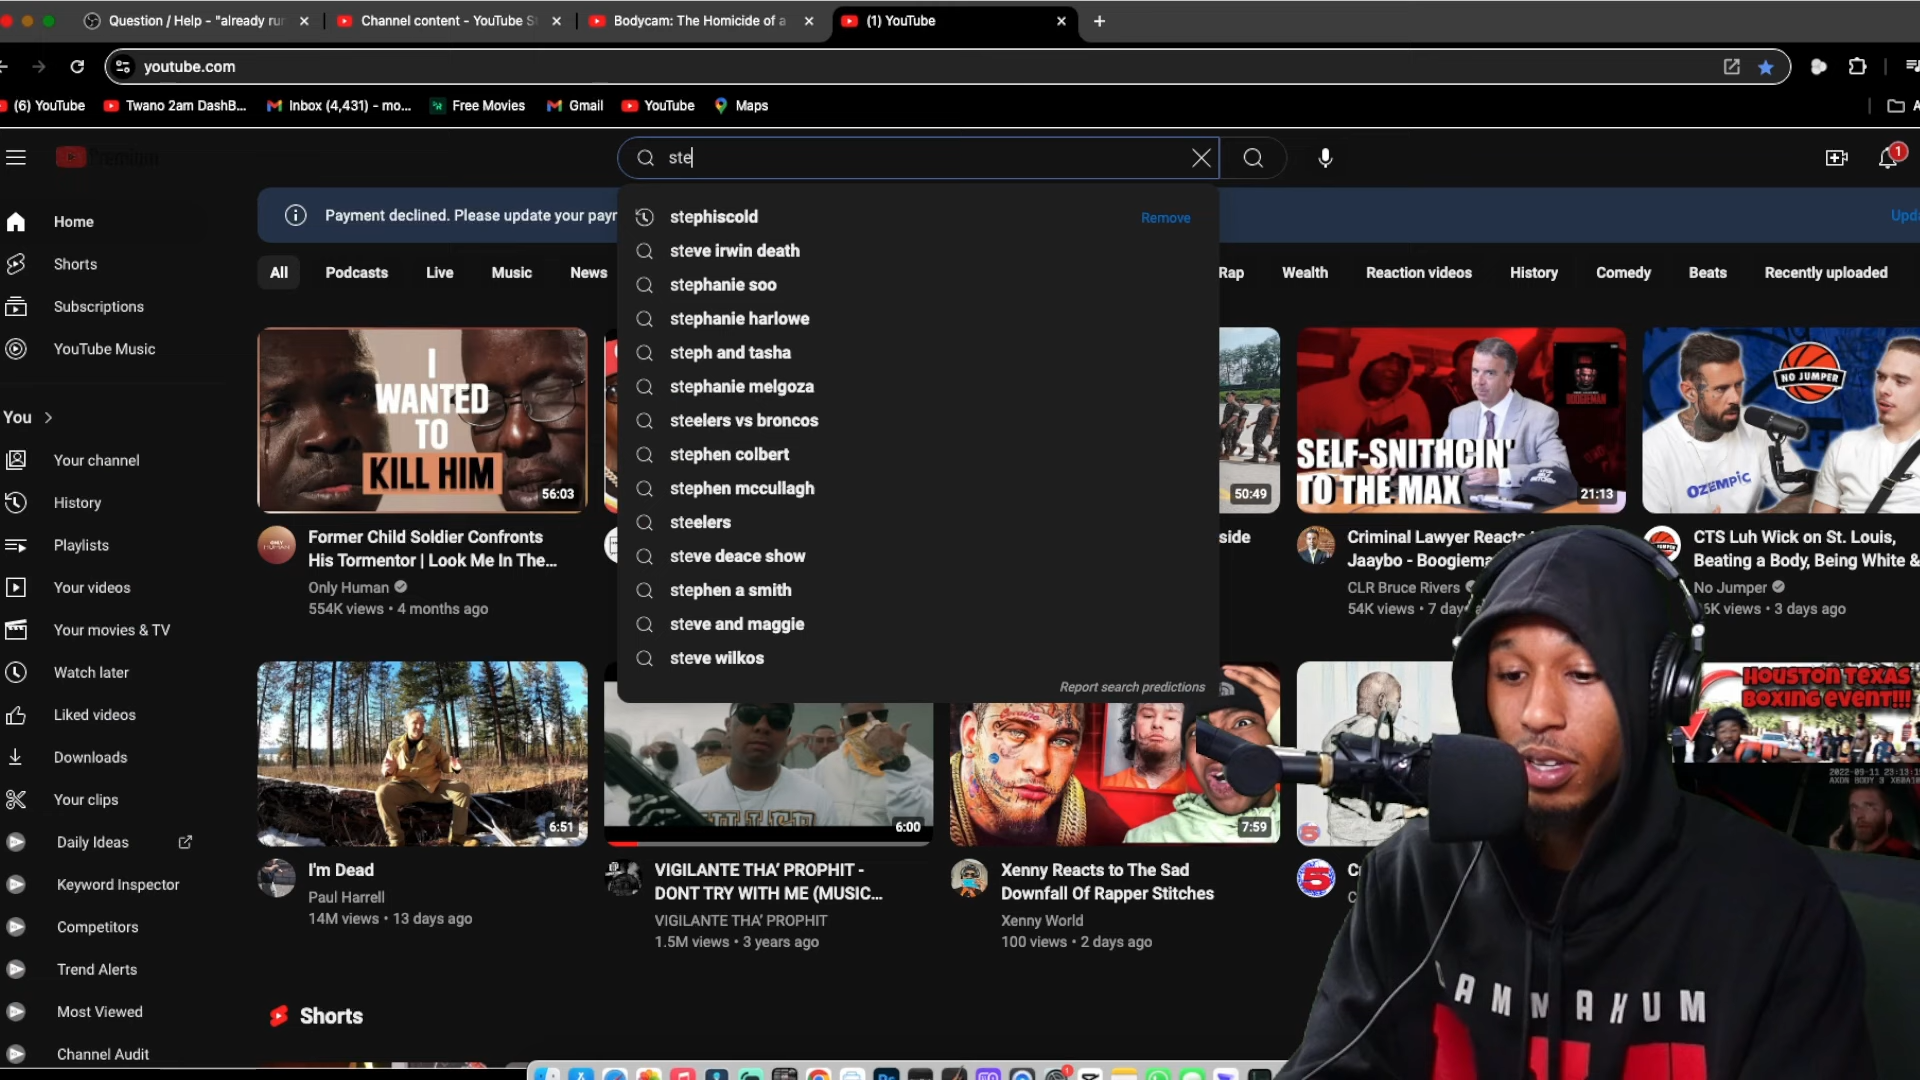 Question / Help - "already ru
Channel content - YouTube S
Bodycam: The Homicide of a
(1) YouTube
youtube.com
(6) YouTube
Twano 2am DashB...
Inbox (4,431) - mo...
Free Movies
Gmail
YouTube
Maps
Premium
ste
1
Payment declined. Please update your payr
Upda
stephiscold
Remove
steve irwin death
stephanie soo
stephanie harlowe
steph and tasha
stephanie melgoza
steelers vs broncos
stephen colbert
stephen mccullagh
steelers
steve deace show
stephen a smith
steve and maggie
steve wilkos
Report search predictions
Home
Shorts
Subscriptions
YouTube Music
You
Your channel
History
Playlists
Your videos
Your movies & TV
Watch later
Liked videos
Downloads
Your clips
Daily Ideas
Keyword Inspector
Competitors
Trend Alerts
Most Viewed
Channel Audit
All
Podcasts
Live
Music
News
Rap
Wealth
Reaction videos
History
Comedy
Beats
Recently uploaded
I
WANTED
TO
KILL HIM
56:03
Former Child Soldier Confronts
His Tormentor | Look Me In The...
Only Human
554K views • 4 months ago
50:49
side
SELF-SNITHCIN'
TO THE MAX
21:13
Criminal Lawyer Reacts
Jaaybo - Boogiema
CLR Bruce Rivers
54K views • 7 day
NO JUMPER
OZEMPIC
CTS Luh Wick on St. Louis,
Beating a Body, Being White &
No Jumper
6K views • 3 days ago
6:51
I'm Dead
Paul Harrell
14M views • 13 days ago
6:00
VIGILANTE THA' PROPHIT -
DONT TRY WITH ME (MUSIC...
VIGILANTE THA' PROPHIT
1.5M views • 3 years ago
7:59
Xenny Reacts to The Sad
Downfall Of Rapper Stitches
Xenny World
100 views • 2 days ago
5
HOUSTON TEXAS
BOXING EVENT!!!
Shorts